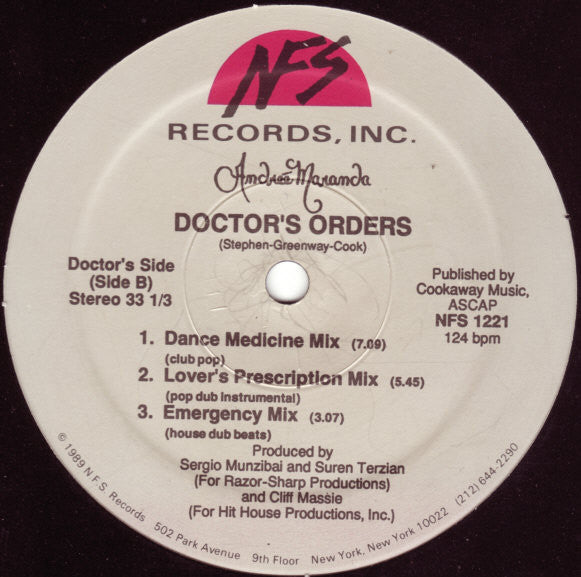 NFS
RECORDS, INC.
Andreé Maranda
DOCTOR'S ORDERS
(Stephen-Greenway-Cook)
Doctor's Side
(Side B)
Stereo 33 1/3
Published by
Cookaway Music,
ASCAP
NFS 1221
124 bpm
1. Dance Medicine Mix (7.09)
(club pop)
2. Lover's Prescription Mix (5.45)
(pop dub instrumental)
3. Emergency Mix (3.07)
(house dub beats)
Produced by
Sergio Munzibai and Suren Terzian
(For Razor-Sharp Productions)
and Cliff Massie
(For Hit House Productions, Inc.)
© 1989 N.F.S. Records 502 Park Avenue 9th Floor New York, New York 10022 (212) 644-2290